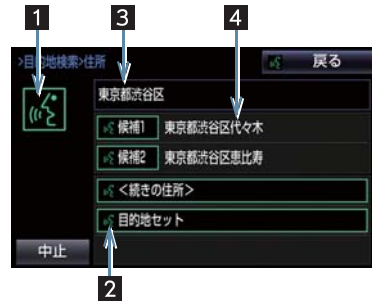 1 3 4
>目的地検索>住所
戻る
東京都渋谷区
候補1 東京都渋谷区代々木
候補2 東京都渋谷区恵比寿
<続きの住所>
目的地セット
中止
2